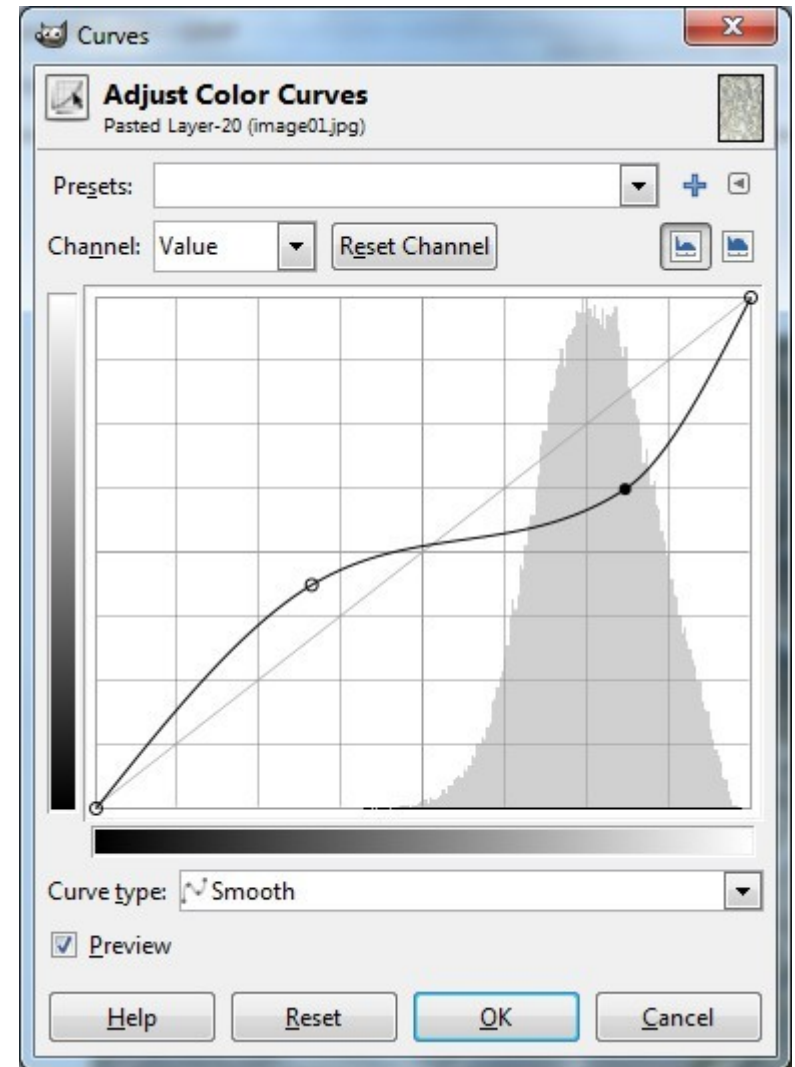 Curves
Adjust Color Curves
Pasted Layer-20 (image01.jpg)
Presets:
Channel: Value Reset Channel
Curve type: Smooth
Preview
Help Reset OK Cancel